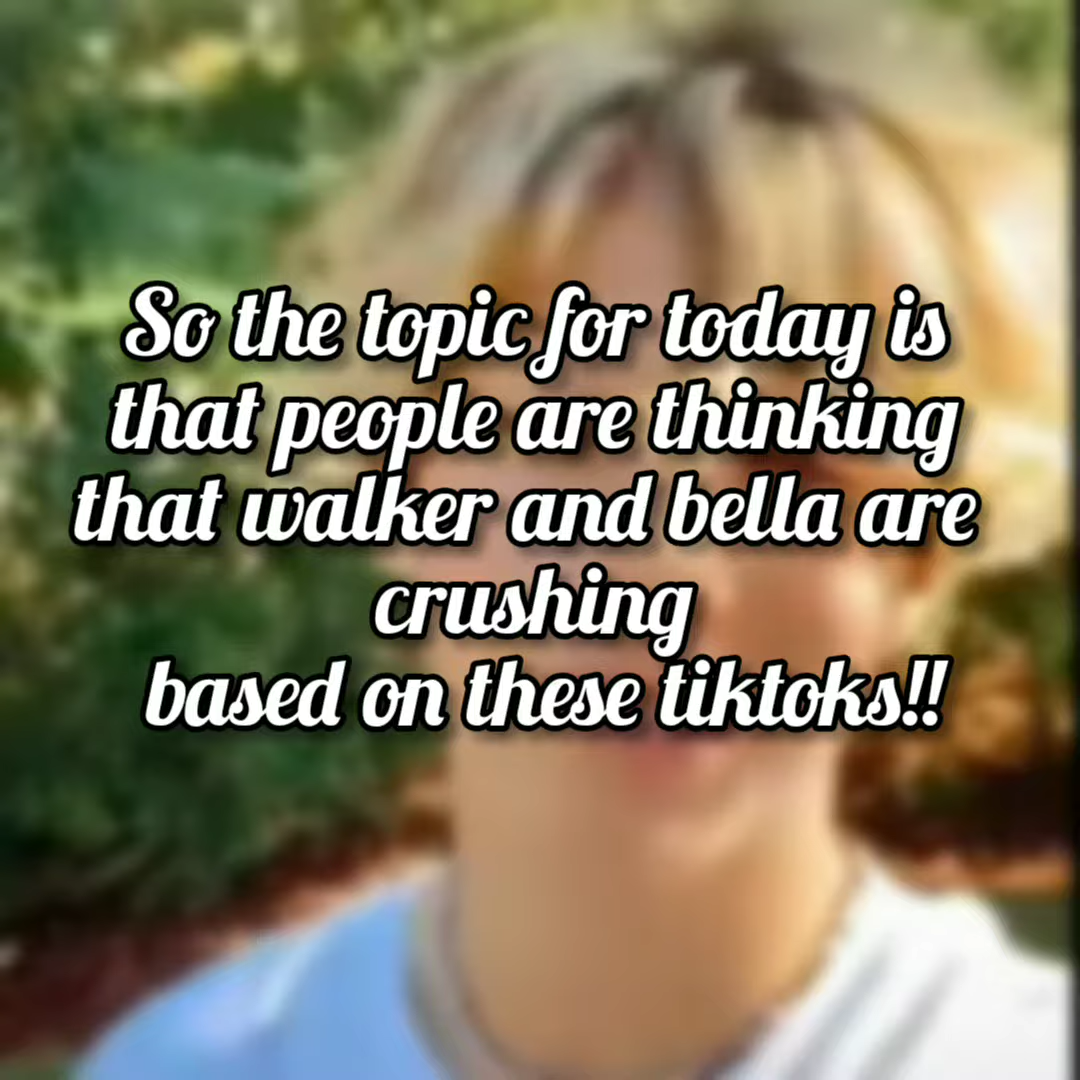 So the topic for today is
that people are thinking
that walker and bella are
crushing
based on these tiktoks!!